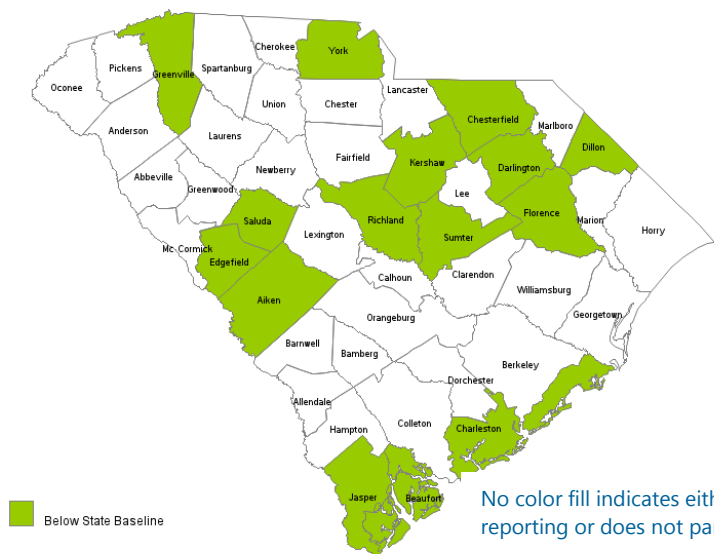 Cherokee
York
Pickens
Spartanburg
Greenville
Oconee
Lancaster
Union
Chester
Chesterfield
Marlboro
Anderson
Laurens
Dillon
Fairfield
Kershaw
Darlington
Newberry
Abbeville
Greenwood
Lee
Saluda
Richland
Florence
Marion
Horry
Lexington
Sumter
Mc Cormick
Edgefield
Calhoun
Clarendon
Williamsburg
Aiken
Orangeburg
Georgetown
Barnwell
Bamberg
Berkeley
Dorchester
Allendale
Colleton
Charleston
Hampton
Jasper
Beaufort
No color fill indicates eith
reporting or does not pa
Below State Baseline